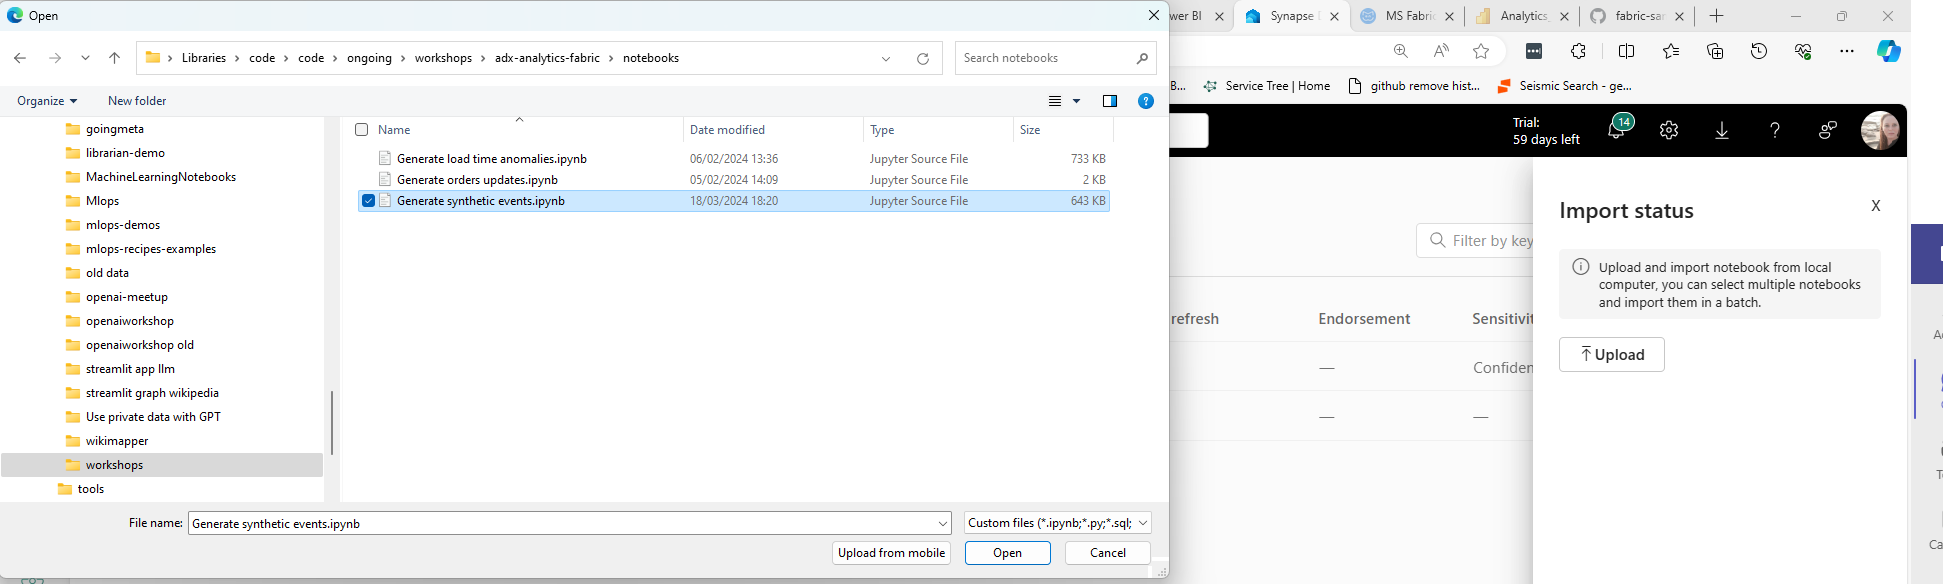 Open
Libraries > code > code > ongoing > workshops > adx-analytics-fabric > notebooks
Search notebooks
Organize
New folder
goingmeta
librarian-demo
MachineLearningNotebooks
Mlops
mlops-demos
mlops-recipes-examples
old data
openai-meetup
openaiworkshop
openaiworkshop old
streamlit app llm
streamlit graph wikipedia
Use private data with GPT
wikimapper
workshops
tools
Name Date modified Type Size
Generate load time anomalies.ipynb 06/02/2024 13:36 Jupyter Source File 733 KB
Generate orders updates.ipynb 05/02/2024 14:09 Jupyter Source File 2 KB
Generate synthetic events.ipynb 18/03/2024 18:20 Jupyter Source File 643 KB
File name: Generate synthetic events.ipynb
Custom files (*.ipynb;*.py;*.sql;
Upload from mobile
Open
Cancel
wer BI
Synapse
MS Fabric
Analytics_
fabric-sar
B...
Service Tree | Home
github remove hist...
Seismic Search - ge...
Trial:
59 days left
14
Filter by key
refresh
Endorsement
Sensitivit
—
Confiden
—
—
Import status
X
Upload and import notebook from local
computer, you can select multiple notebooks
and import them in a batch.
Upload